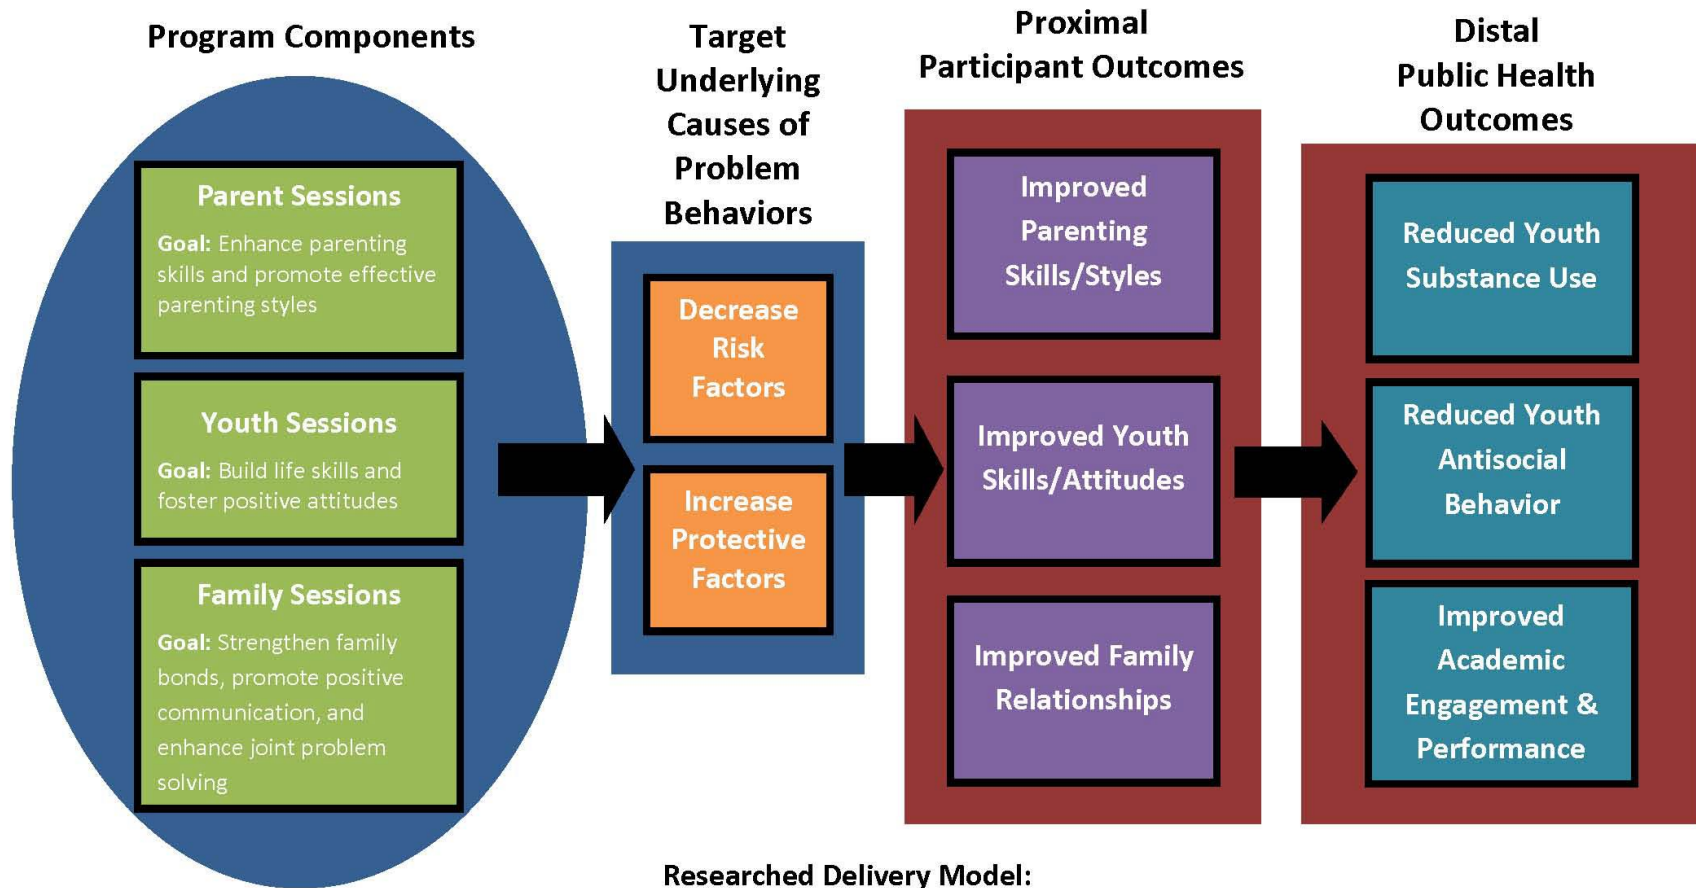 Program Components
Parent Sessions
Goal: Enhance parenting
skills and promote effective
parenting styles
Youth Sessions
Goal: Build life skills and
foster positive attitudes
Family Sessions
Goal: Strengthen family
bonds, promote positive
communication, and
enhance joint problem
solving
Target
Underlying
Causes of
Problem
Behaviors
Decrease
Risk
Factors
Increase
Protective
Factors
Proximal
Participant Outcomes
Improved
Parenting
Skills/Styles
Improved Youth
Skills/Attitudes
Improved Family
Relationships
Distal
Public Health
Outcomes
Reduced Youth
Substance Use
Reduced Youth
Antisocial
Behavior
Improved
Academic
Engagement &
Performance
Researched Delivery Model: